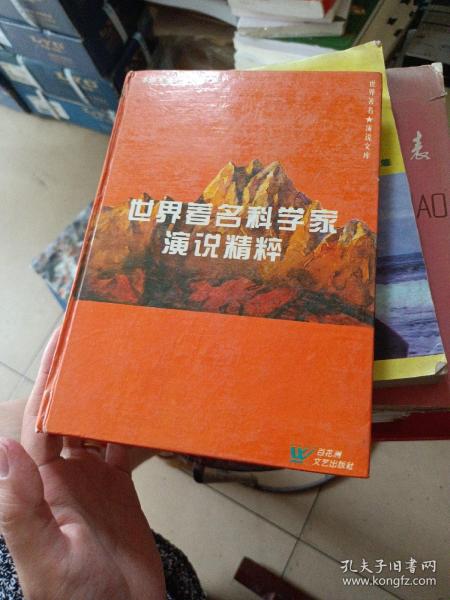 世界著名★演说文库
世界著名科学家
演说精粹
百花洲
文艺出版社
表
AO
孔夫子旧书网
www.kongfz.com